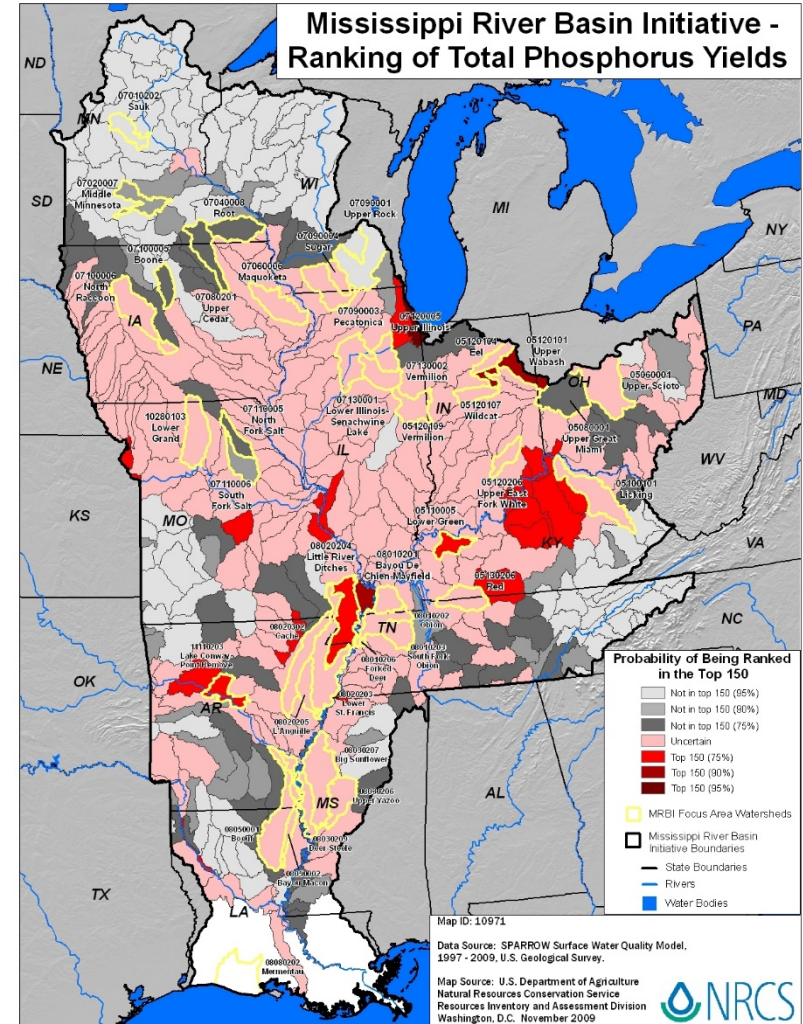 Mississippi River Basin Initiative -
Ranking of Total Phosphorus Yields
ND
07010202
Sauk
MN
WI
MI
SD
07020007
Middle
Minnesota
07040008
Root
07090001
Upper Rock
NY
07100005
Boone
07090004
Sugar
07100006
North
Raccoon
07060006
Maquoketa
IA
07080201
Upper
Cedar
07090003
Pecatonica
07120005
Upper Illinois
PA
05120104
Eel
05120101
Upper
Wabash
NE
07130002
Vermilion
OH
05060001
Upper Scioto
MD
10280103
Lower
Grand
07110005
North
Fork Salt
07130001
Lower Illinois-
Senachwine
Lake
IN
05120107
Wildcat
05120109
Vermilion
05080001
Upper Great
Miami
IL
WV
07110006
South
Fork Salt
05120206
Upper East
Fork White
05100101
Licking
KS
MO
05110005
Lower Green
KY
VA
08020204
Little River
Ditches
08010201
Bayou De
Chien-Mayfield
05130206
Red
NC
08020302
Cache
TN
08010202
Obion
08010203
South Fork
Obion
11110203
Lake Conway-
Point Remove
08010206
Forked
Deer
OK
AR
08020203
Lower
St. Francis
08020205
L'Anguille
08030207
Big Sunflower
MS
08030206
Upper Yazoo
AL
08050001
Boeuf
08030209
Deer-Steele
08050002
Bayou Macon
TX
LA
08080202
Mermentau
Probability of Being Ranked
in the Top 150
Not in top 150 (95%)
Not in top 150 (90%)
Not in top 150 (75%)
Uncertain
Top 150 (75%)
Top 150 (90%)
Top 150 (95%)
MRBI Focus Area Watersheds
Mississippi River Basin
Initiative Boundaries
State Boundaries
Rivers
Water Bodies
Map ID: 10971
Data Source: SPARROW Surface Water Quality Model,
1997 - 2009, U.S. Geological Survey.
Map Source: U.S. Department of Agriculture
Natural Resources Conservation Service
Resources Inventory and Assessment Division
Washington, D.C. November 2009
NRCS